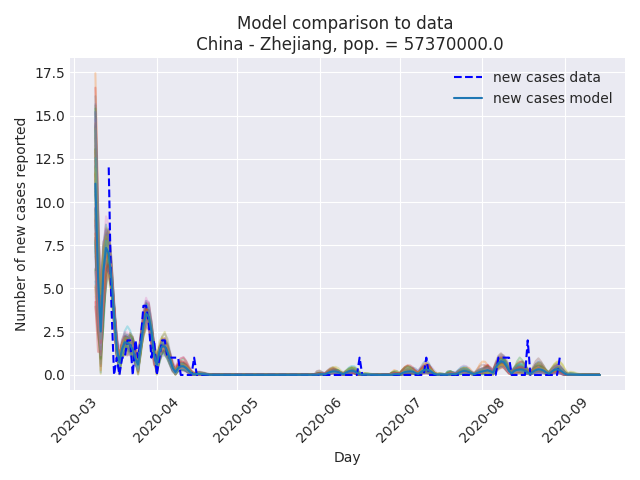 Model comparison to data
China - Zhejiang, pop. = 57370000.0
new cases data
new cases model
Number of new cases reported
17.5
15.0
12.5
10.0
7.5
5.0
2.5
0.0
2020-03
2020-04
2020-05
2020-06
2020-07
2020-08
2020-09
Day